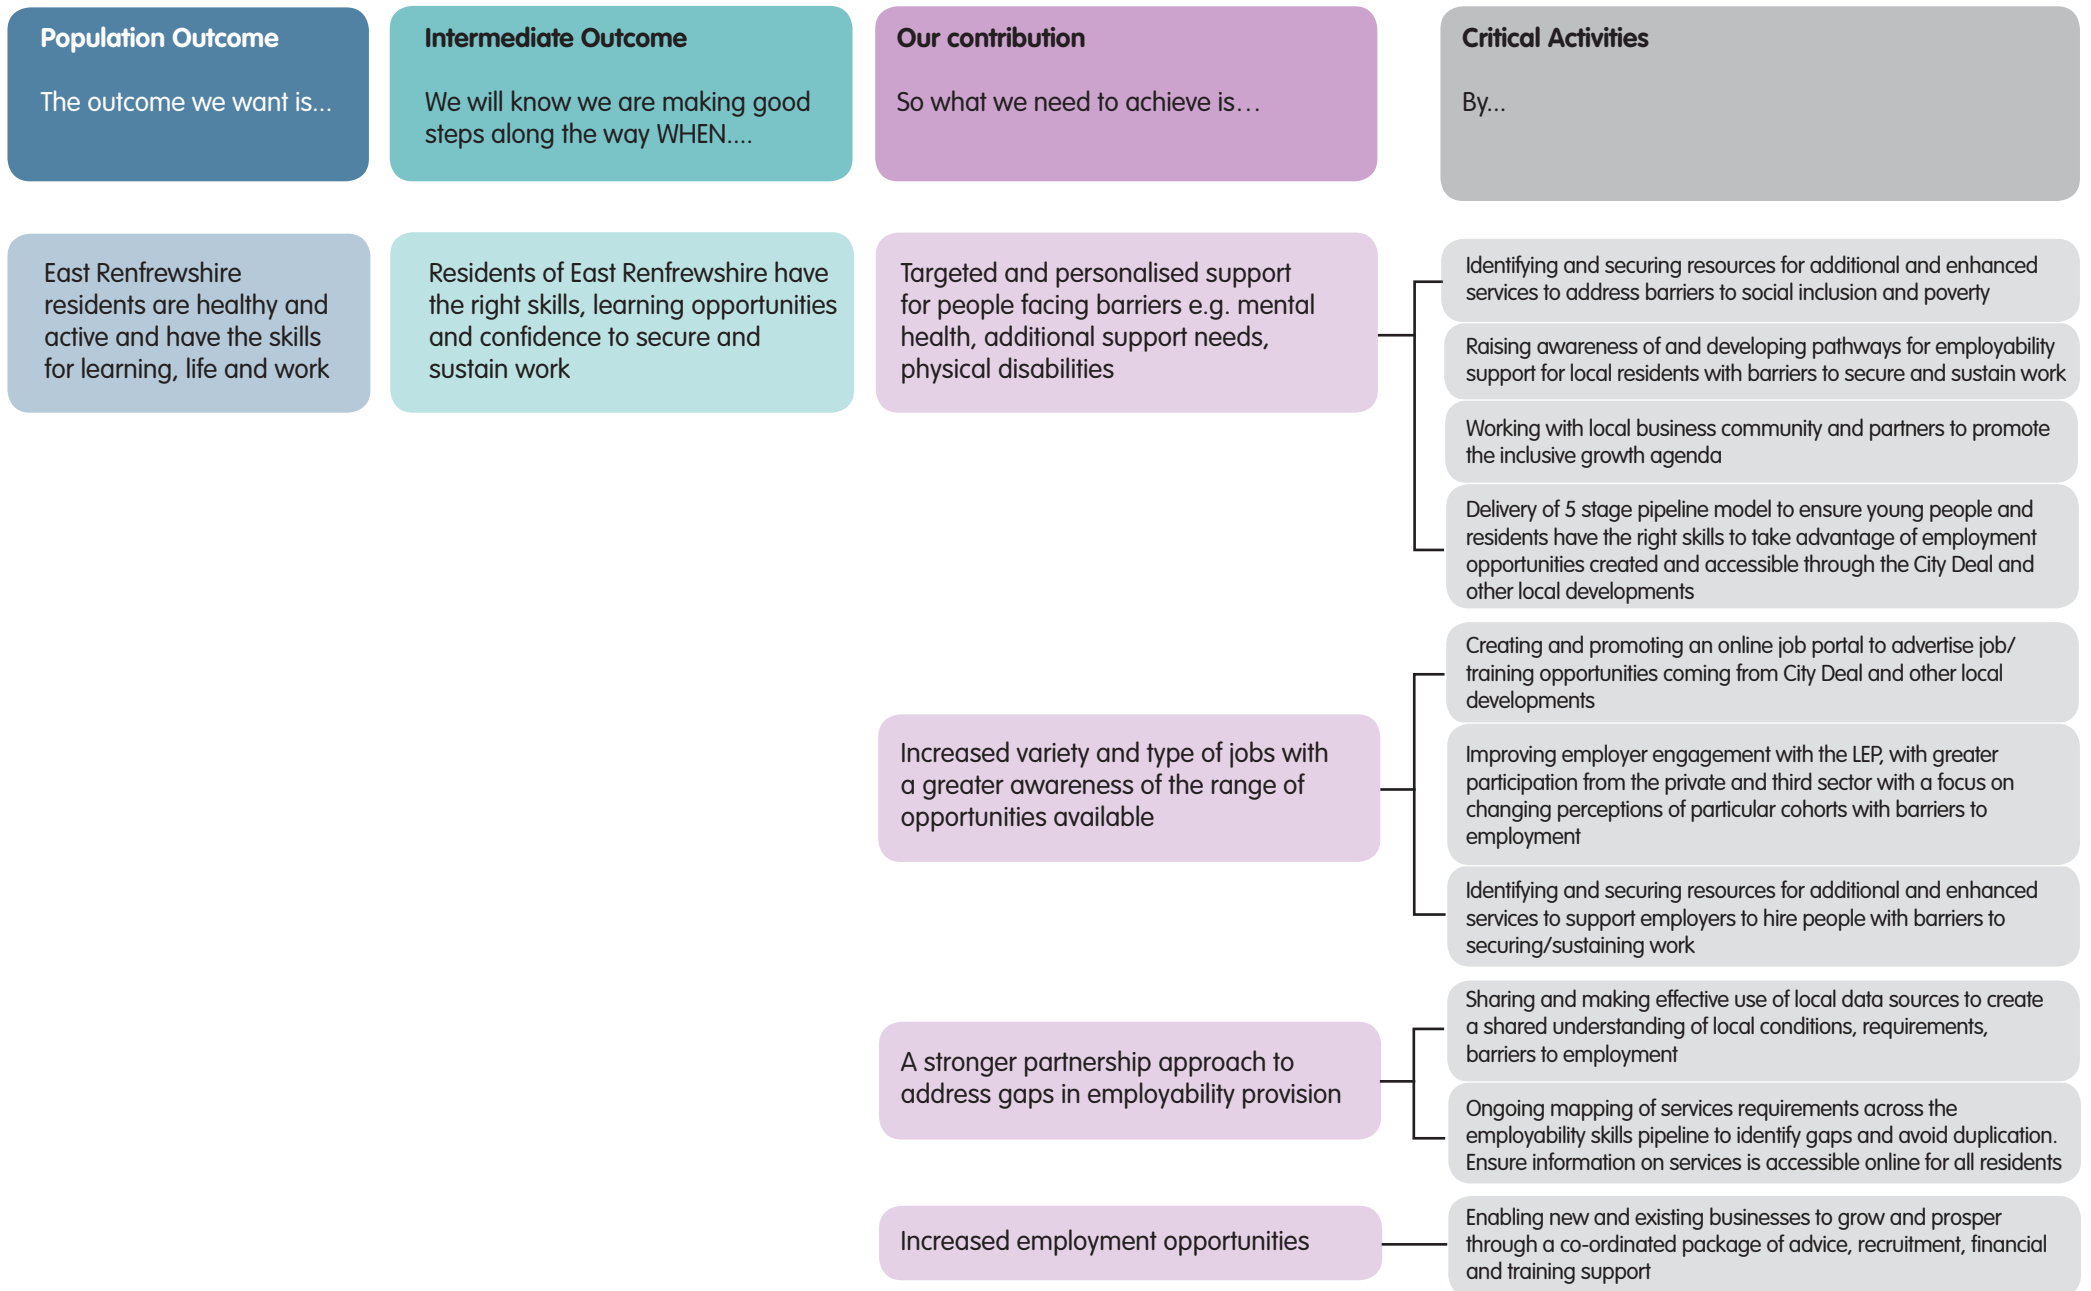 Population Outcome
The outcome we want is...
Intermediate Outcome
We will know we are making good
steps along the way WHEN....
Our contribution
So what we need to achieve is…
Critical Activities
By...
East Renfrewshire
residents are healthy and
active and have the skills
for learning, life and work
Residents of East Renfrewshire have
the right skills, learning opportunities
and confidence to secure and
sustain work
Targeted and personalised support
for people facing barriers e.g. mental
health, additional support needs,
physical disabilities
Identifying and securing resources for additional and enhanced
services to address barriers to social inclusion and poverty
Raising awareness of and developing pathways for employability
support for local residents with barriers to secure and sustain work
Working with local business community and partners to promote
the inclusive growth agenda
Delivery of 5 stage pipeline model to ensure young people and
residents have the right skills to take advantage of employment
opportunities created and accessible through the City Deal and
other local developments
Increased variety and type of jobs with
a greater awareness of the range of
opportunities available
Creating and promoting an online job portal to advertise job/
training opportunities coming from City Deal and other local
developments
Improving employer engagement with the LEP, with greater
participation from the private and third sector with a focus on
changing perceptions of particular cohorts with barriers to
employment
Identifying and securing resources for additional and enhanced
services to support employers to hire people with barriers to
securing/sustaining work
A stronger partnership approach to
address gaps in employability provision
Sharing and making effective use of local data sources to create
a shared understanding of local conditions, requirements,
barriers to employment
Ongoing mapping of services requirements across the
employability skills pipeline to identify gaps and avoid duplication.
Ensure information on services is accessible online for all residents
Increased employment opportunities
Enabling new and existing businesses to grow and prosper
through a co-ordinated package of advice, recruitment, financial
and training support